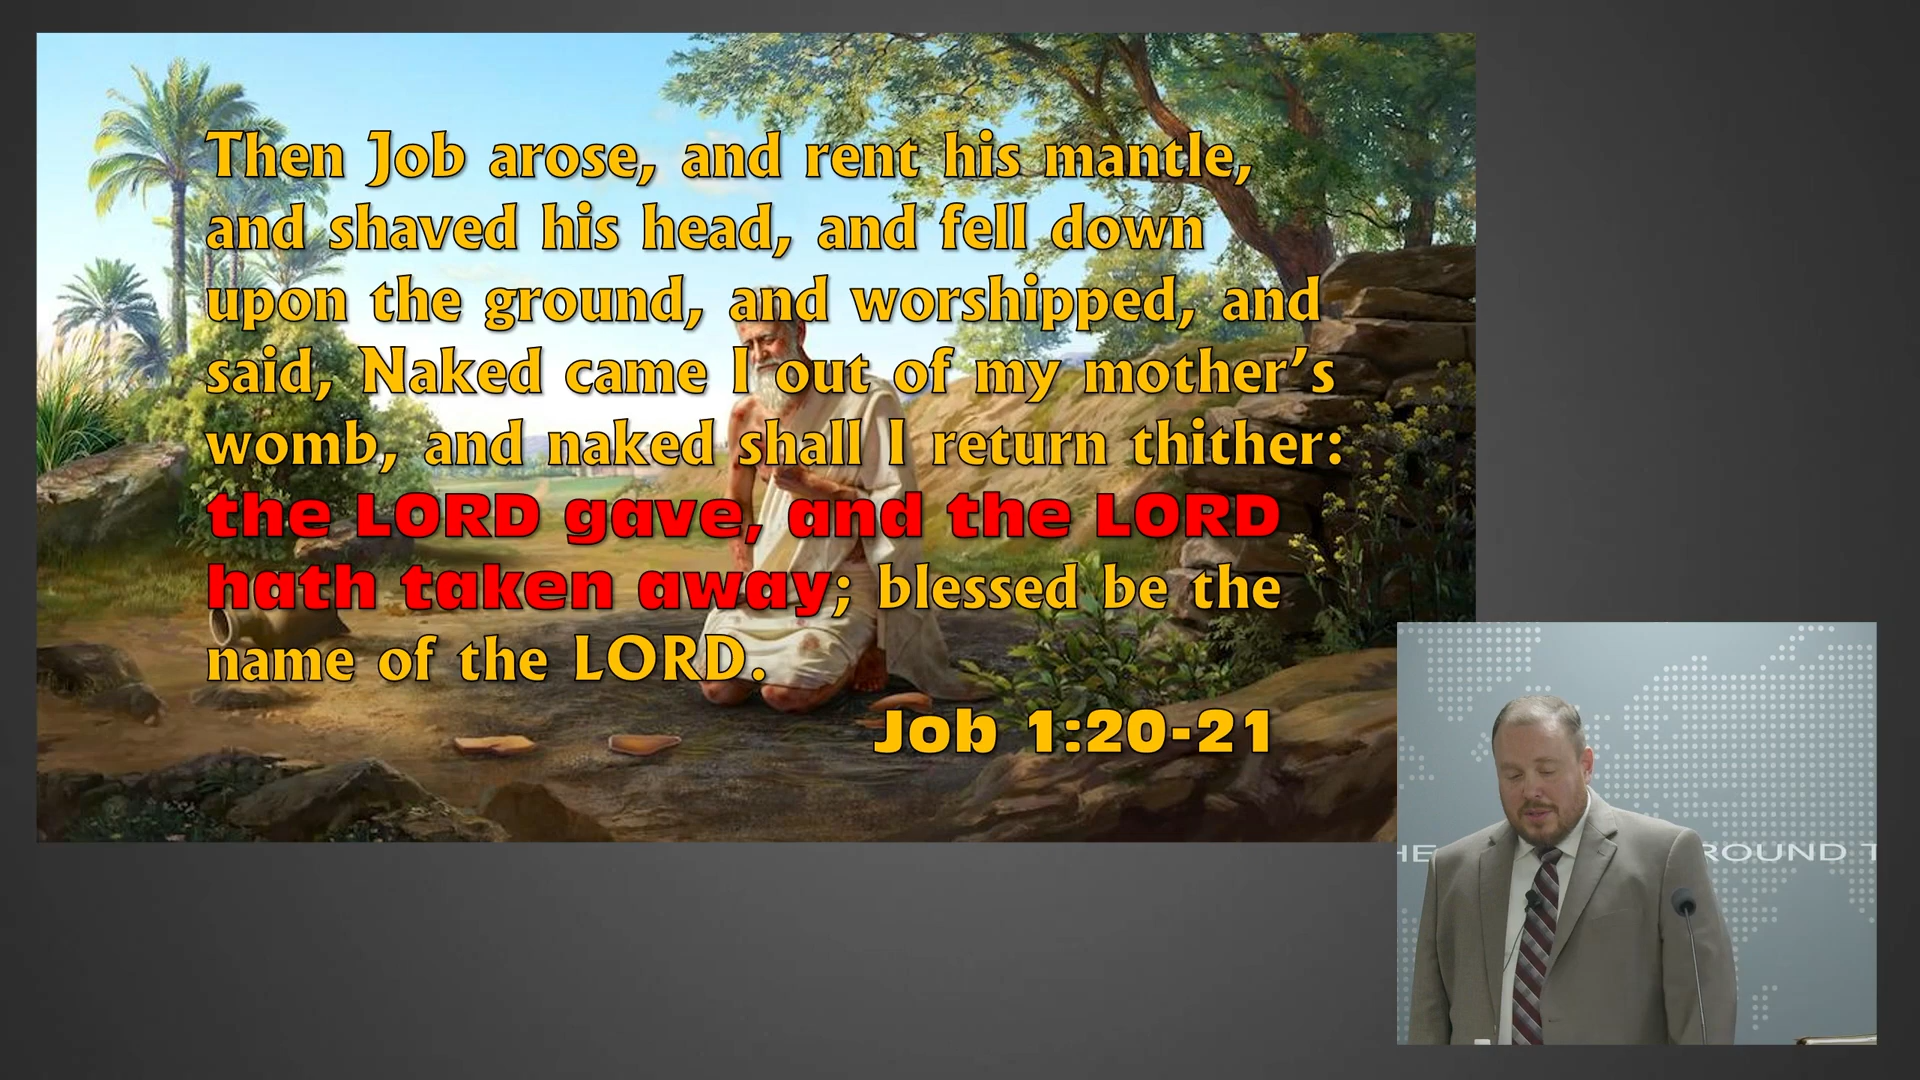 Then Job arose, and rent his mantle,
and shaved his head, and fell down
upon the ground, and worshipped, and
said, Naked came I out of my mother’s
womb, and naked shall I return thither:
the LORD gave, and the LORD
hath taken away; blessed be the
name of the LORD.
Job 1:20-21
HE ROUND T